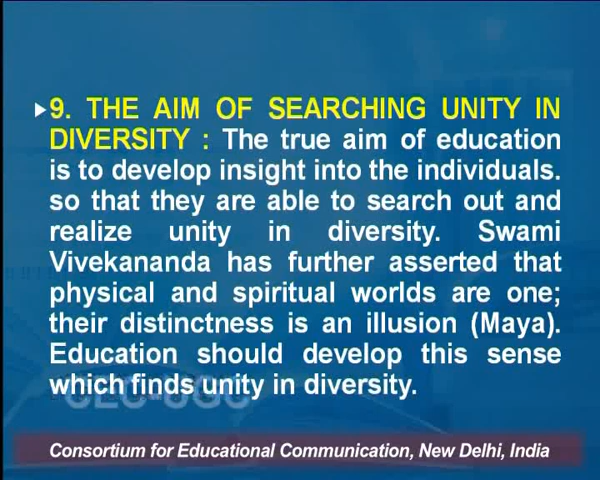 9. THE AIM OF SEARCHING UNITY IN
DIVERSITY : The true aim of education
is to develop insight into the individuals.
so that they are able to search out and
realize unity in diversity. Swami
Vivekananda has further asserted that
physical and spiritual worlds are one;
their distinctness is an illusion (Maya).
Education should develop this sense
which finds unity in diversity.
CEC-UGC
Consortium for Educational Communication, New Delhi, India